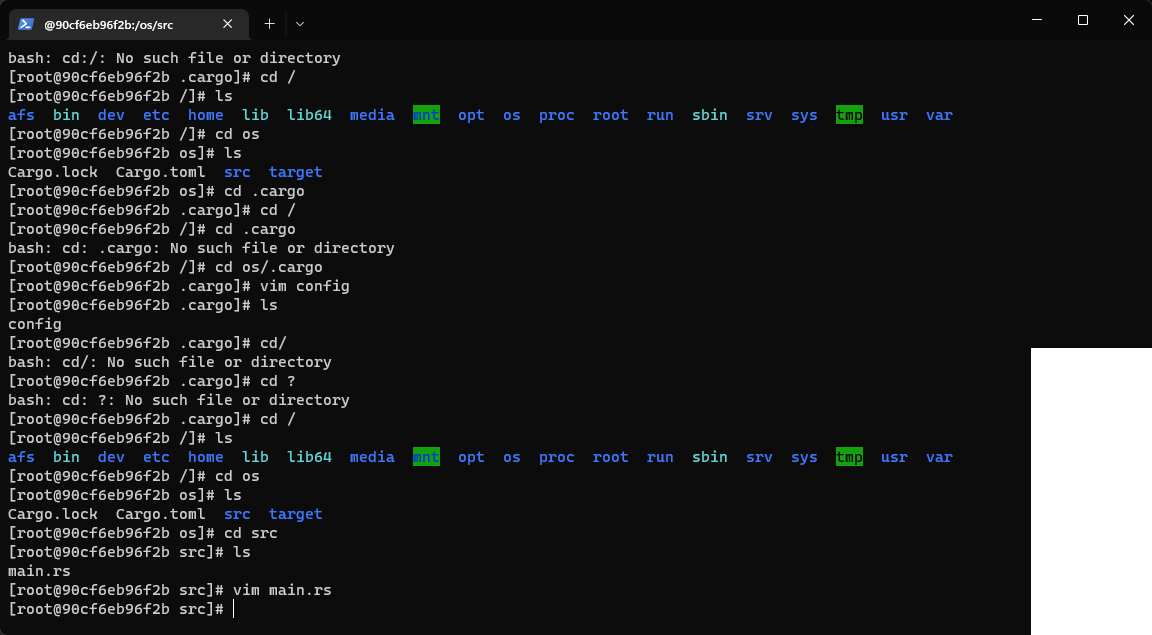 @90cf6eb96f2b:/os/src
bash: cd:/: No such file or directory
[root@90cf6eb96f2b .cargo]# cd /
[root@90cf6eb96f2b /]# ls
afs  bin  dev  etc  home  lib  lib64  media  mnt  opt  os  proc  root  run  sbin  srv  sys  tmp  usr  var
[root@90cf6eb96f2b /]# cd os
[root@90cf6eb96f2b os]# ls
Cargo.lock  Cargo.toml  src  target
[root@90cf6eb96f2b os]# cd .cargo
[root@90cf6eb96f2b .cargo]# cd /
[root@90cf6eb96f2b /]# cd .cargo
bash: cd: .cargo: No such file or directory
[root@90cf6eb96f2b /]# cd os/.cargo
[root@90cf6eb96f2b .cargo]# vim config
[root@90cf6eb96f2b .cargo]# ls
config
[root@90cf6eb96f2b .cargo]# cd/
bash: cd/: No such file or directory
[root@90cf6eb96f2b .cargo]# cd ?
bash: cd: ?: No such file or directory
[root@90cf6eb96f2b .cargo]# cd /
[root@90cf6eb96f2b /]# ls
afs  bin  dev  etc  home  lib  lib64  media  mnt  opt  os  proc  root  run  sbin  srv  sys  tmp  usr  var
[root@90cf6eb96f2b /]# cd os
[root@90cf6eb96f2b os]# ls
Cargo.lock  Cargo.toml  src  target
[root@90cf6eb96f2b os]# cd src
[root@90cf6eb96f2b src]# ls
main.rs
[root@90cf6eb96f2b src]# vim main.rs
[root@90cf6eb96f2b src]#